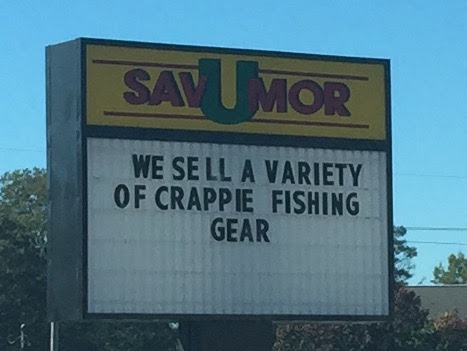 SAVUMOR
WE SELL A VARIETY
OF CRAPPIE FISHING
GEAR